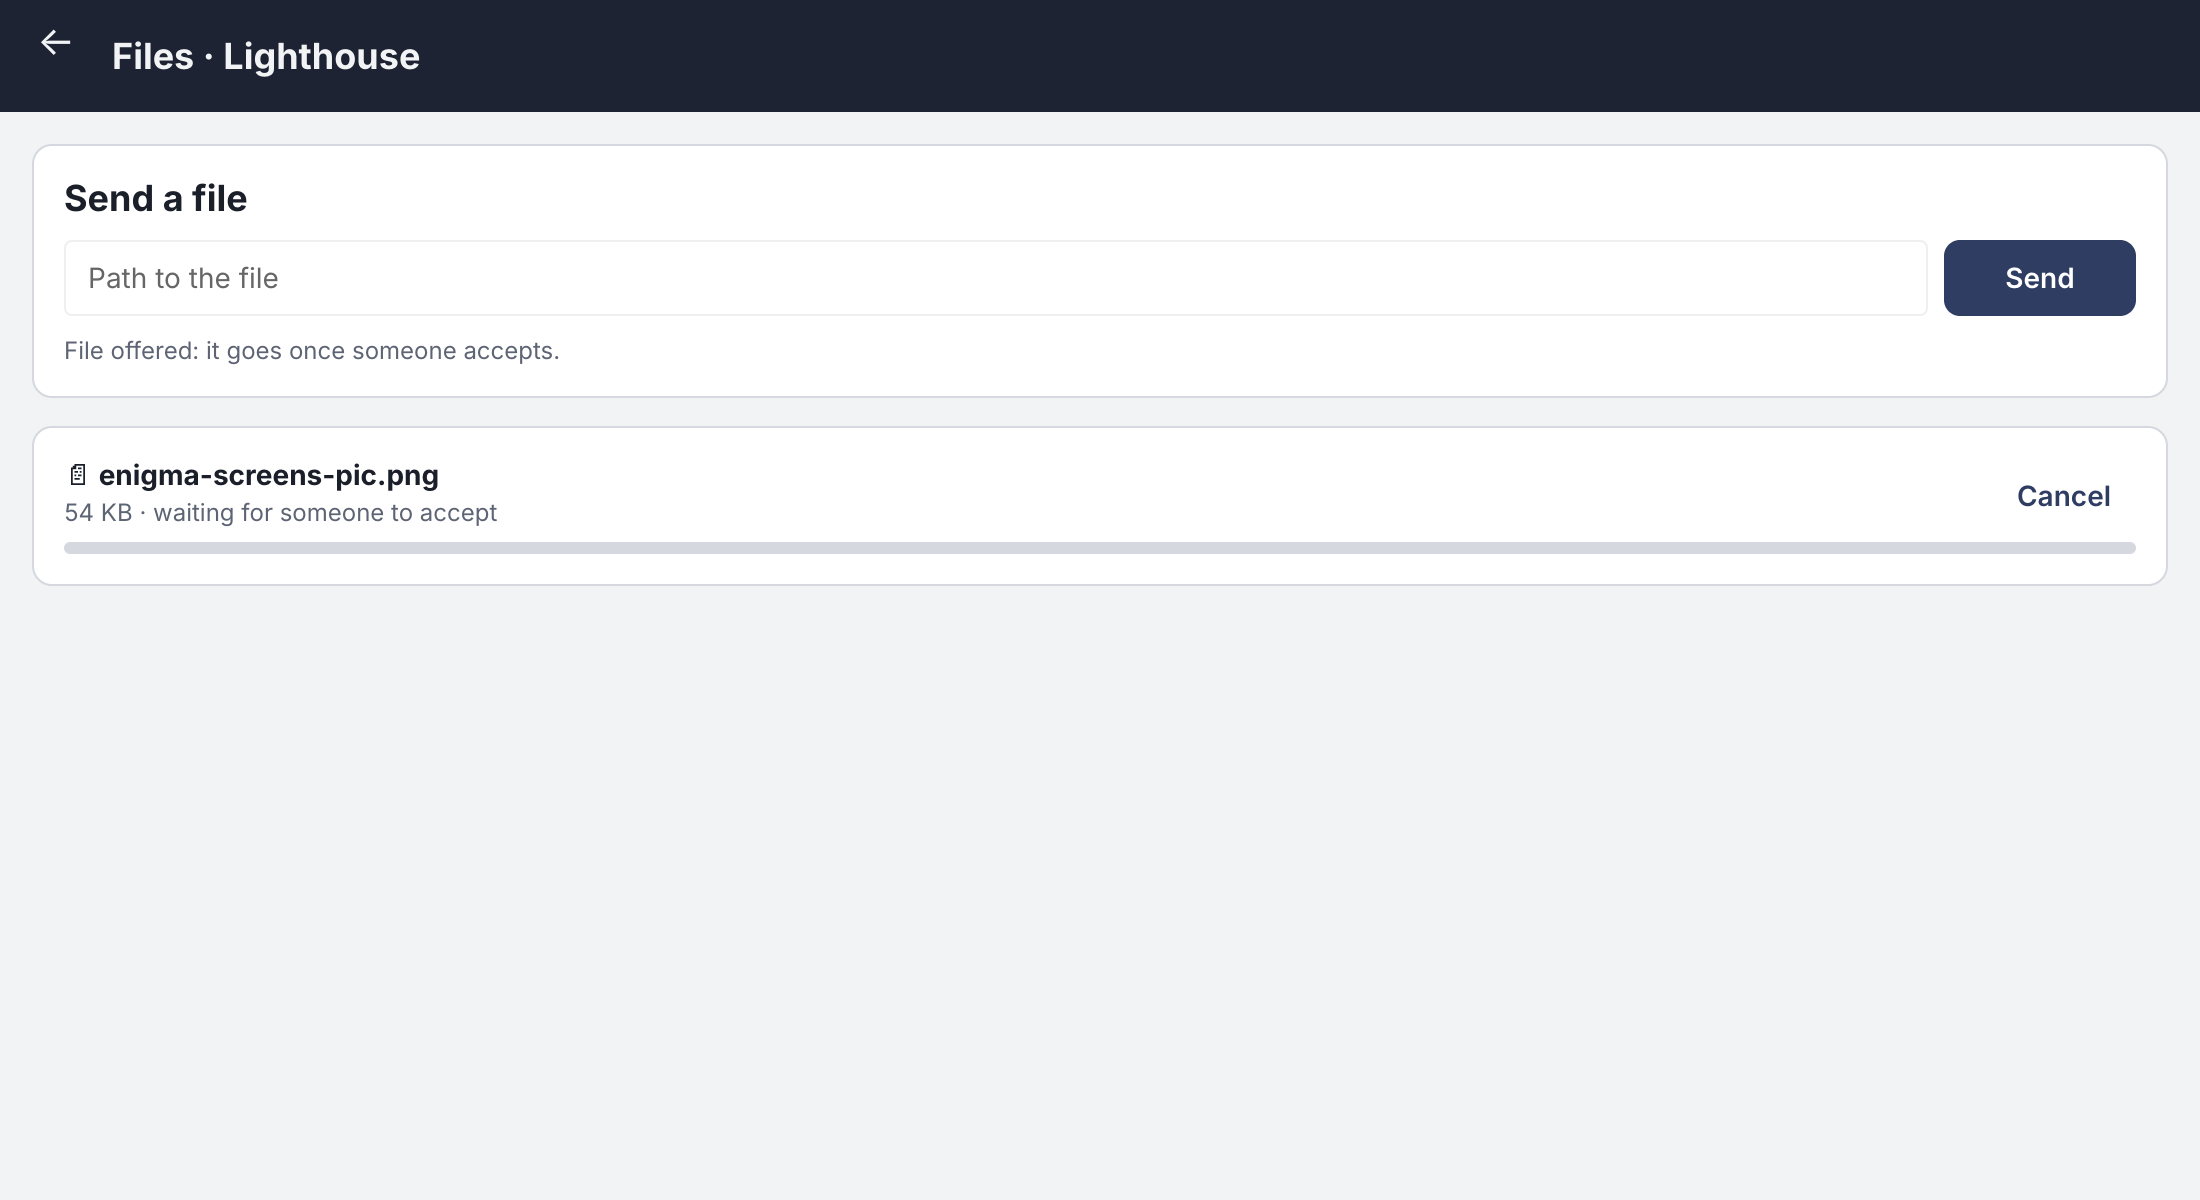 Files · Lighthouse
Send a file
Path to the file
Send
File offered: it goes once someone accepts.
enigma-screens-pic.png
54 KB · waiting for someone to accept
Cancel